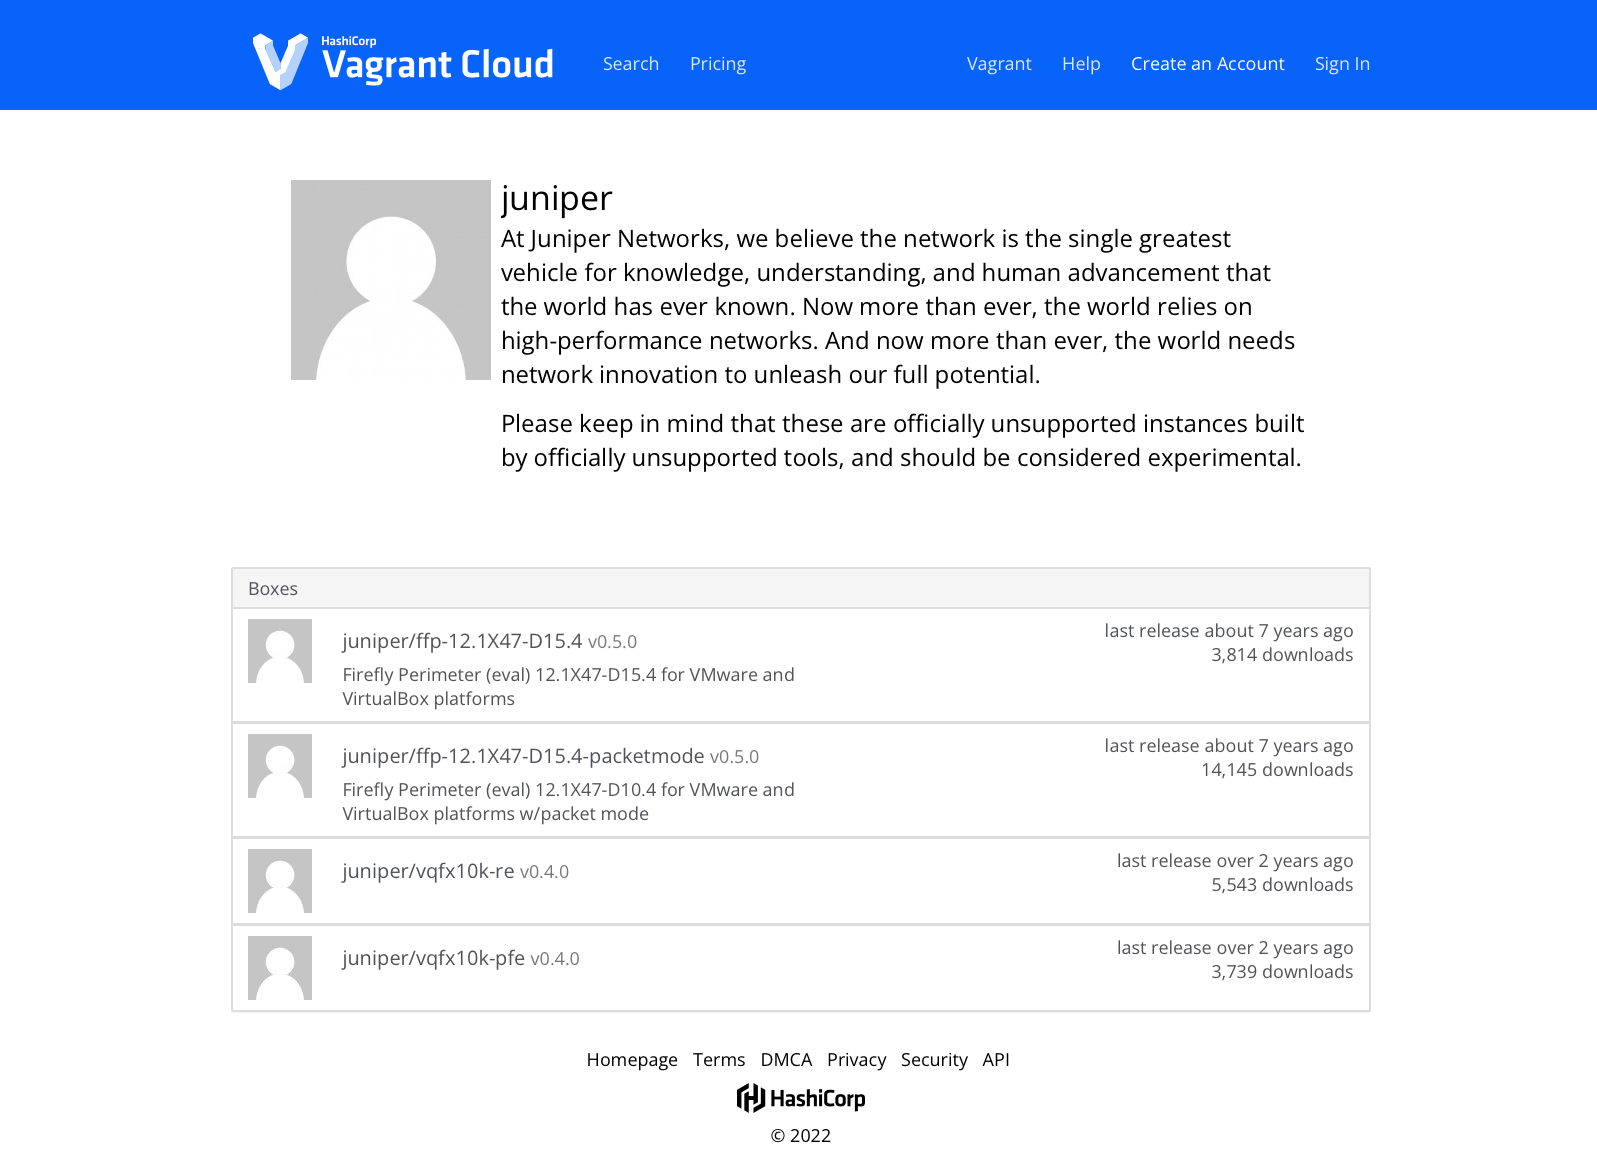 HashiCorp
Vagrant Cloud
Search Pricing Vagrant Help Create an Account Sign In
juniper
At Juniper Networks, we believe the network is the single greatest
vehicle for knowledge, understanding, and human advancement that
the world has ever known. Now more than ever, the world relies on
high-performance networks. And now more than ever, the world needs
network innovation to unleash our full potential.
Please keep in mind that these are officially unsupported instances built
by officially unsupported tools, and should be considered experimental.
Boxes
juniper/ffp-12.1X47-D15.4 v0.5.0
Firefly Perimeter (eval) 12.1X47-D15.4 for VMware and
VirtualBox platforms
last release about 7 years ago
3,814 downloads
juniper/ffp-12.1X47-D15.4-packetmode v0.5.0
Firefly Perimeter (eval) 12.1X47-D10.4 for VMware and
VirtualBox platforms w/packet mode
last release about 7 years ago
14,145 downloads
juniper/vqfx10k-re v0.4.0
last release over 2 years ago
5,543 downloads
juniper/vqfx10k-pfe v0.4.0
last release over 2 years ago
3,739 downloads
Homepage Terms DMCA Privacy Security API
HashiCorp
© 2022